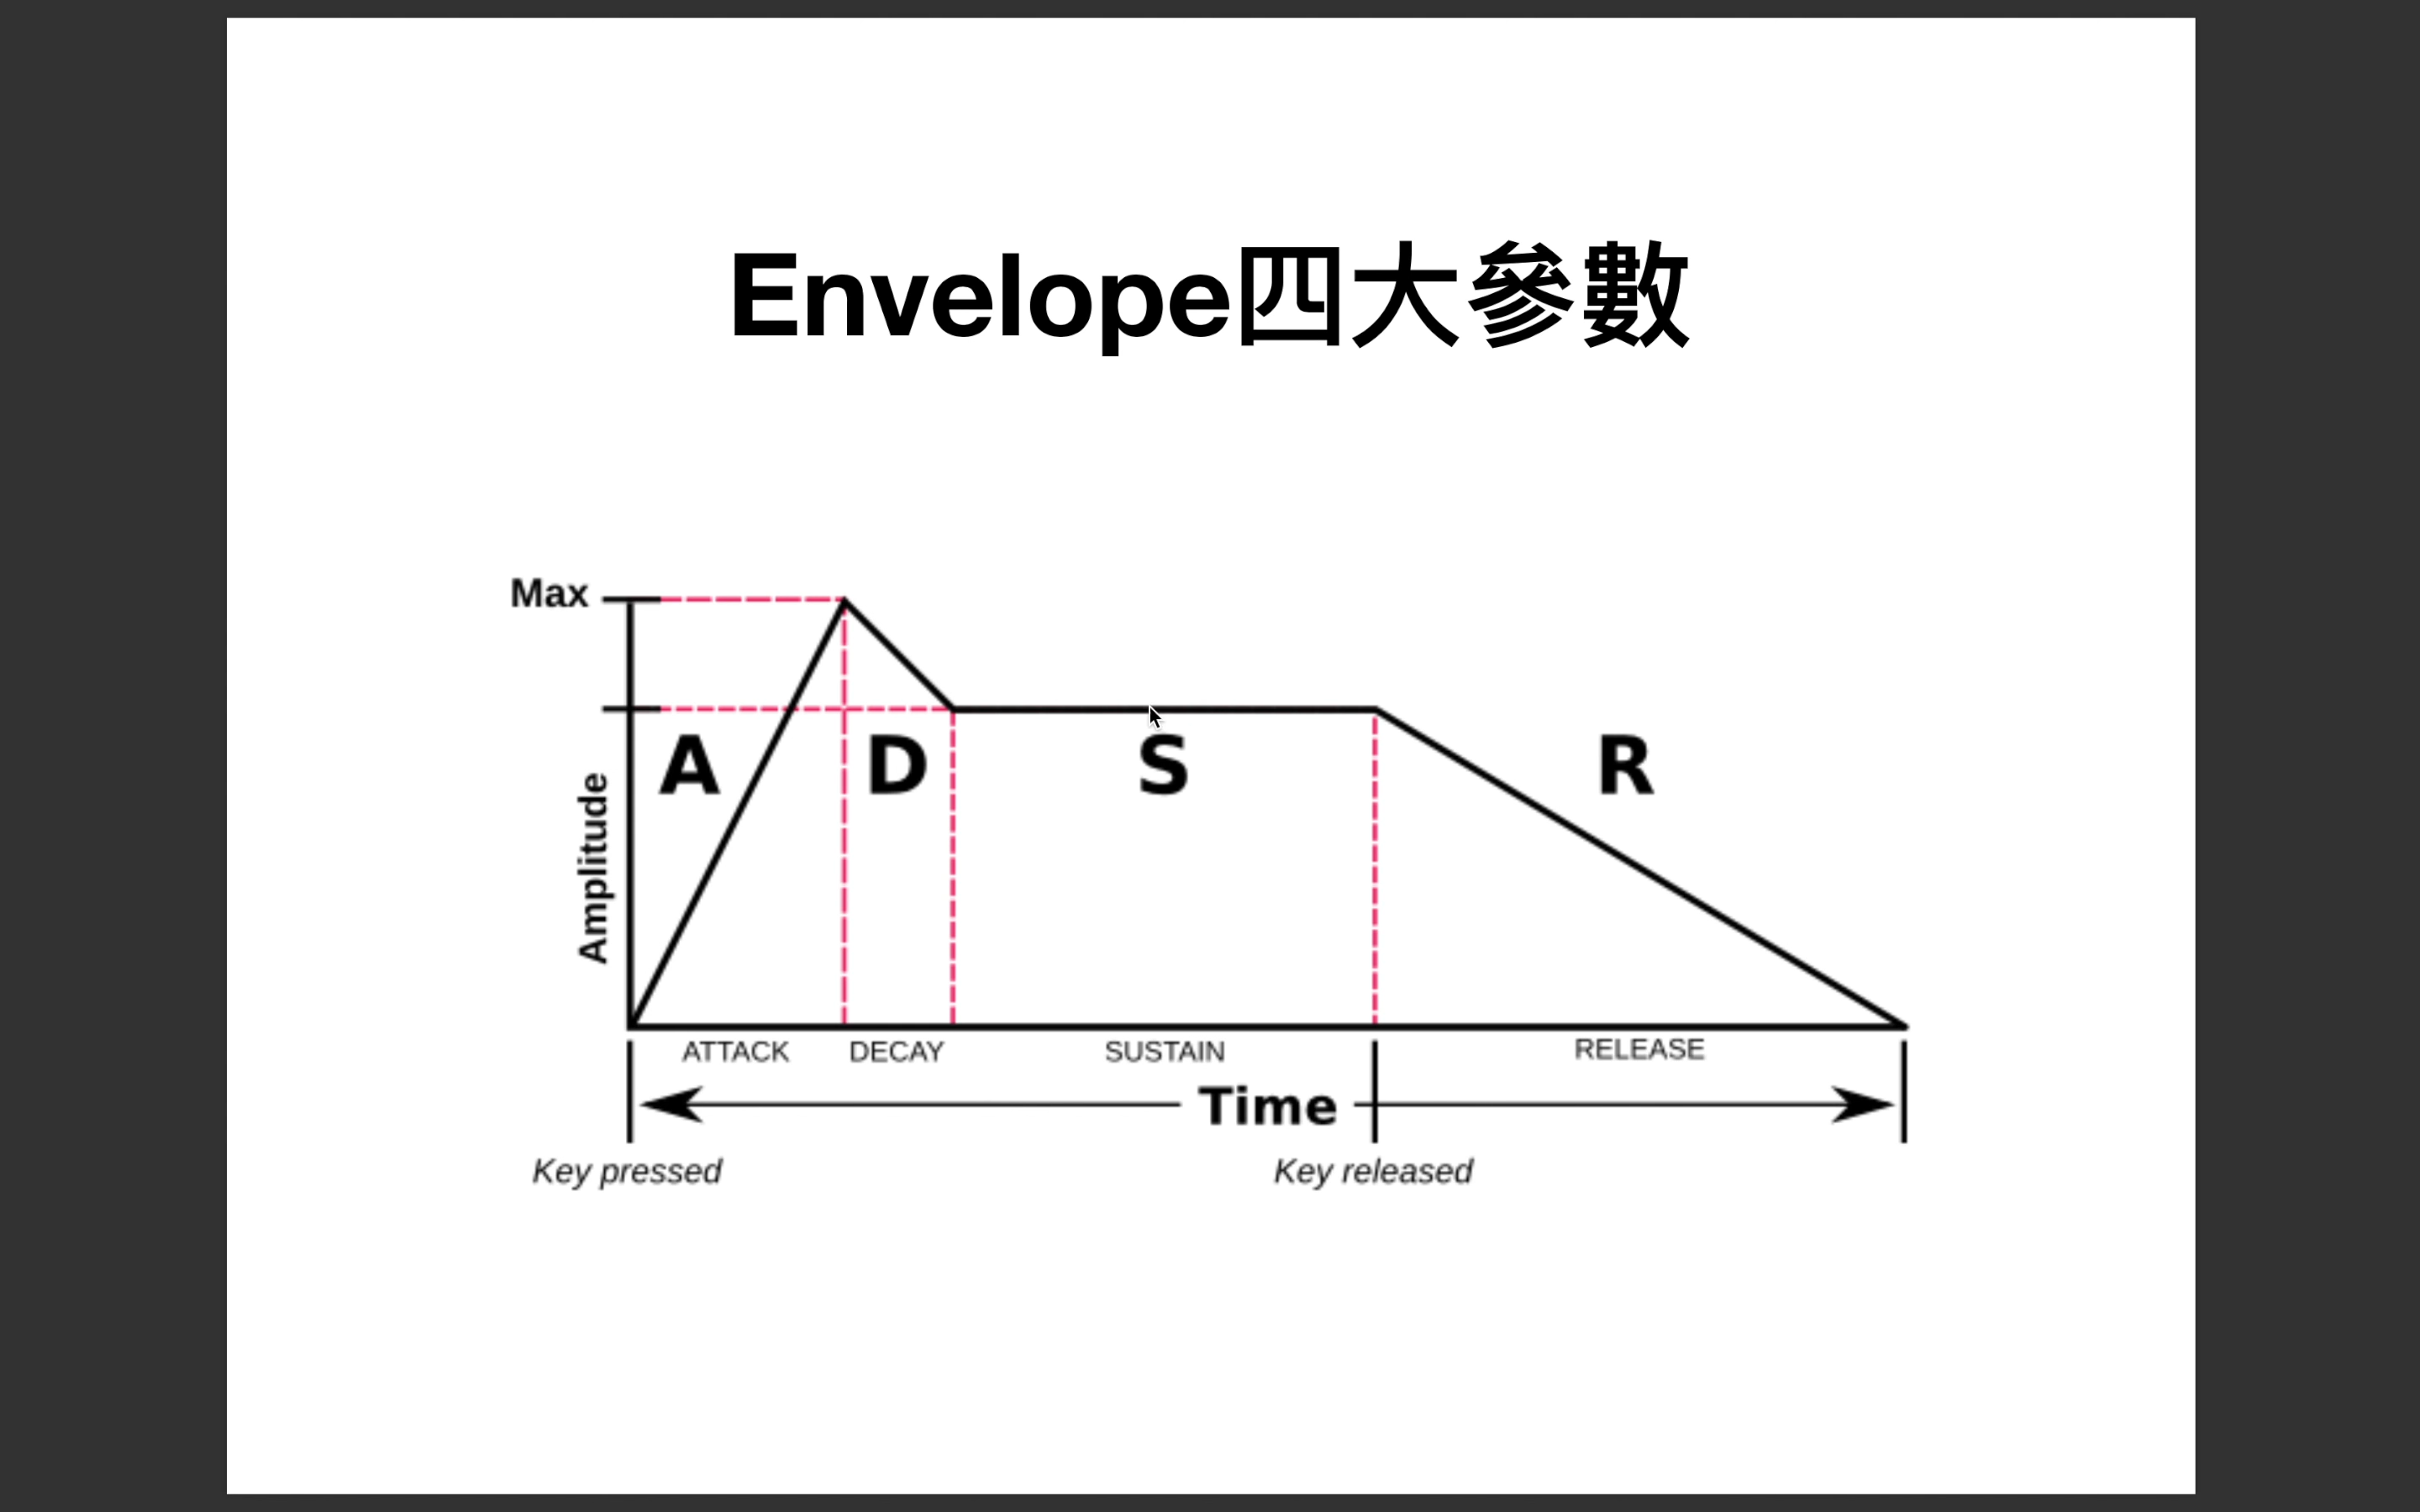 Envelope四大參數
Max
Amplitude
A D S R
ATTACK DECAY SUSTAIN RELEASE
Time
Key pressed Key released